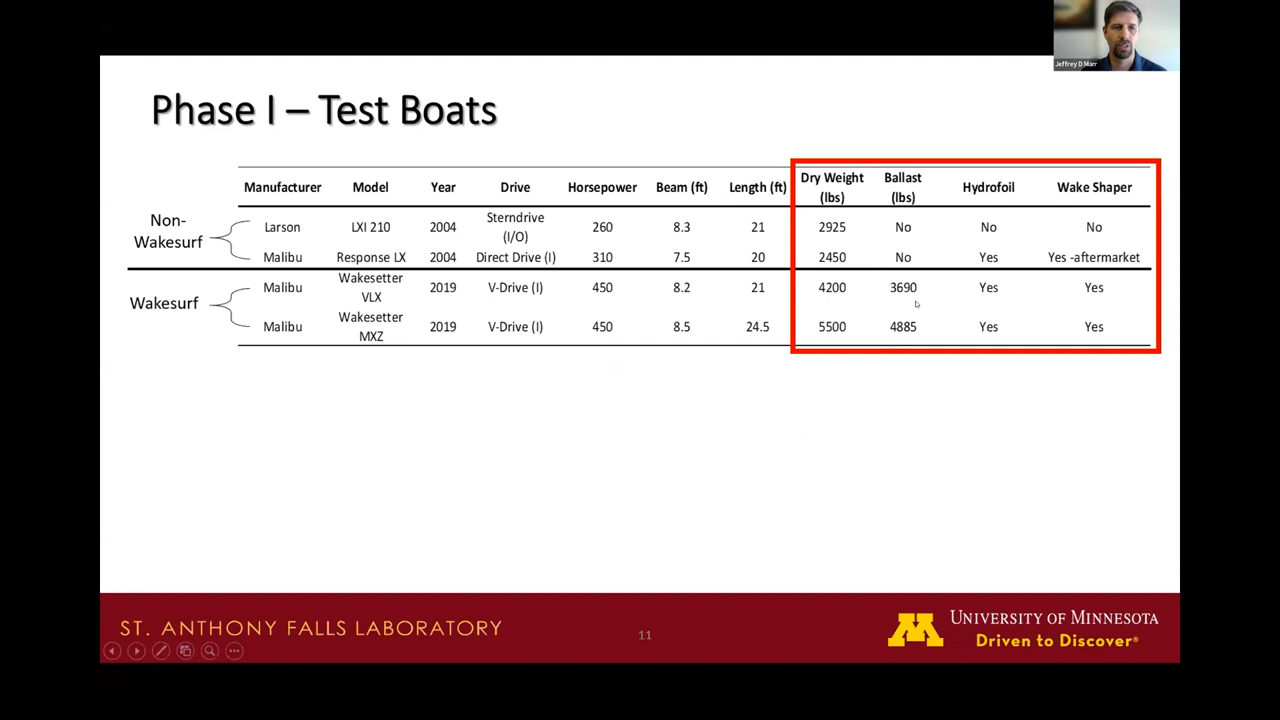 Jeffrey D Marr
Phase I – Test Boats
Manufacturer Model Year Drive Horsepower Beam (ft) Length (ft) Dry Weight (lbs) Ballast (lbs) Hydrofoil Wake Shaper
Non-Wakesurf
Larson LXI 210 2004 Sterndrive (I/O) 260 8.3 21 2925 No No No
Malibu Response LX 2004 Direct Drive (I) 310 7.5 20 2450 No Yes Yes -aftermarket
Wakesurf
Malibu Wakesetter VLX 2019 V-Drive (I) 450 8.2 21 4200 3690 Yes Yes
Malibu Wakesetter MXZ 2019 V-Drive (I) 450 8.5 24.5 5500 4885 Yes Yes
ST. ANTHONY FALLS LABORATORY
11
M
UNIVERSITY OF MINNESOTA
Driven to Discover®